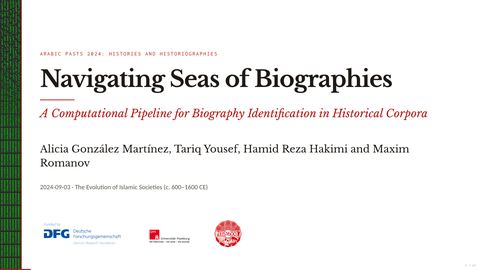 ARABIC PASTS 2024: HISTORIES AND HISTORIOGRAPHIES
Navigating Seas of Biographies
A Computational Pipeline for Biography Identification in Historical Corpora
Alicia González Martínez, Tariq Yousef, Hamid Reza Hakimi and Maxim
Romanov
2024-09-03 · The Evolution of Islamic Societies (c. 600–1600 CE)
Funded by
DFG Deutsche
Forschungsgemeinschaft
Universität Hamburg